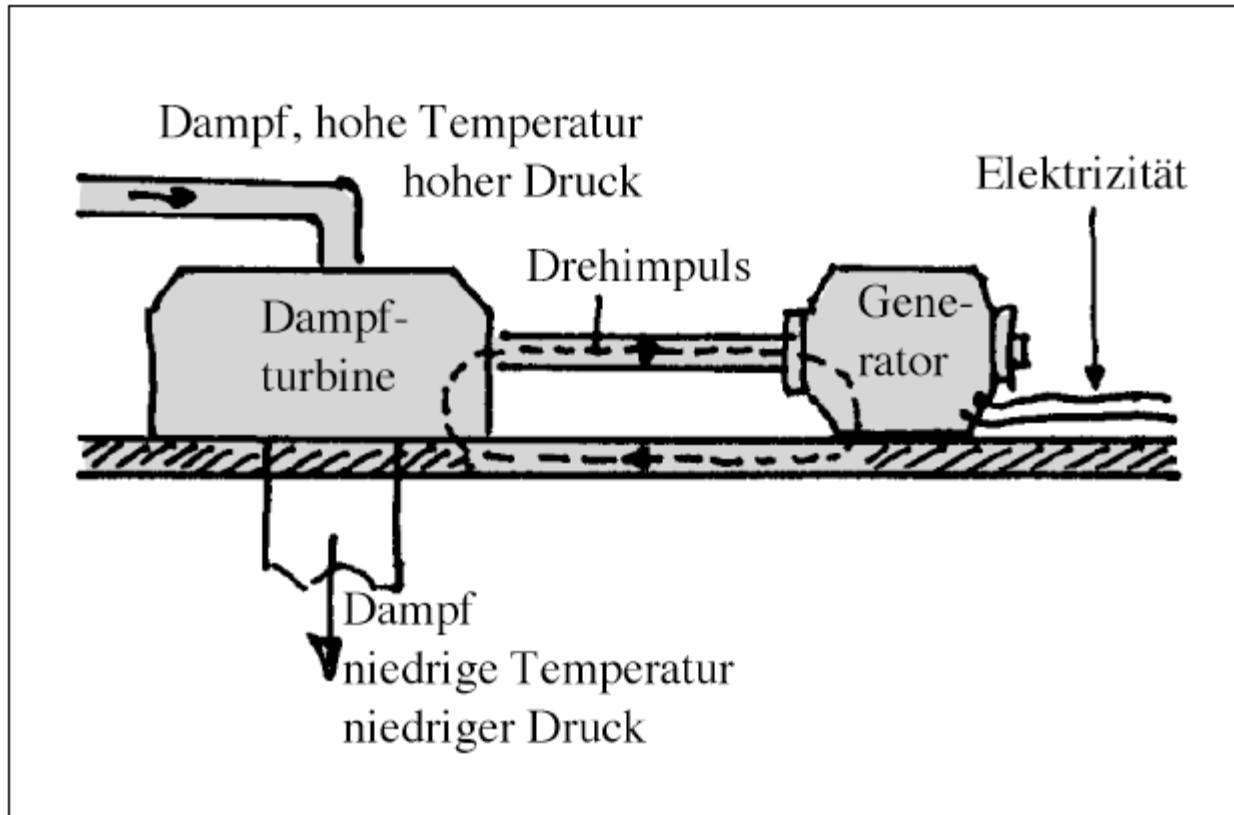 Dampf, hohe Temperatur
hoher Druck
Elektrizität
Drehimpuls
Dampf-
turbine
Gene-
rator
Dampf
niedrige Temperatur
niedriger Druck